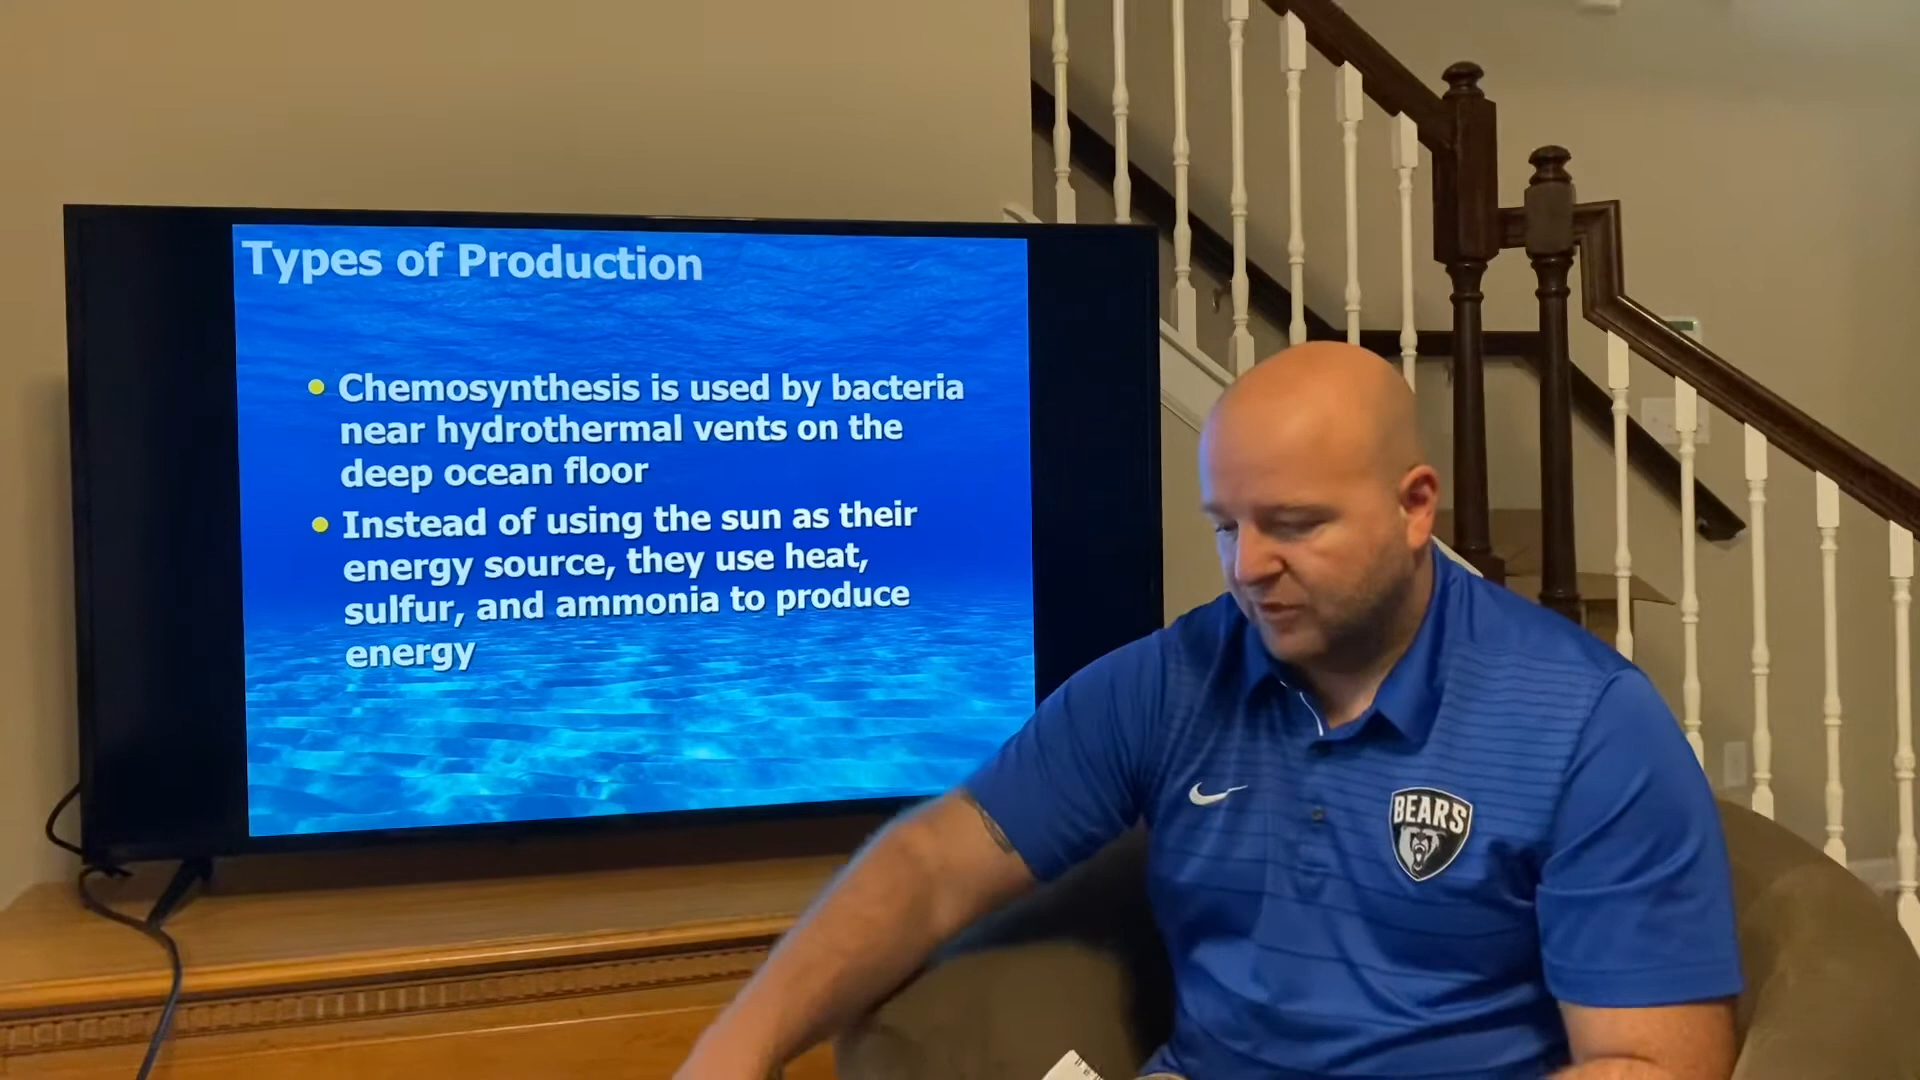 Types of Production
Chemosynthesis is used by bacteria
near hydrothermal vents on the
deep ocean floor
Instead of using the sun as their
energy source, they use heat,
sulfur, and ammonia to produce
energy
BEARS